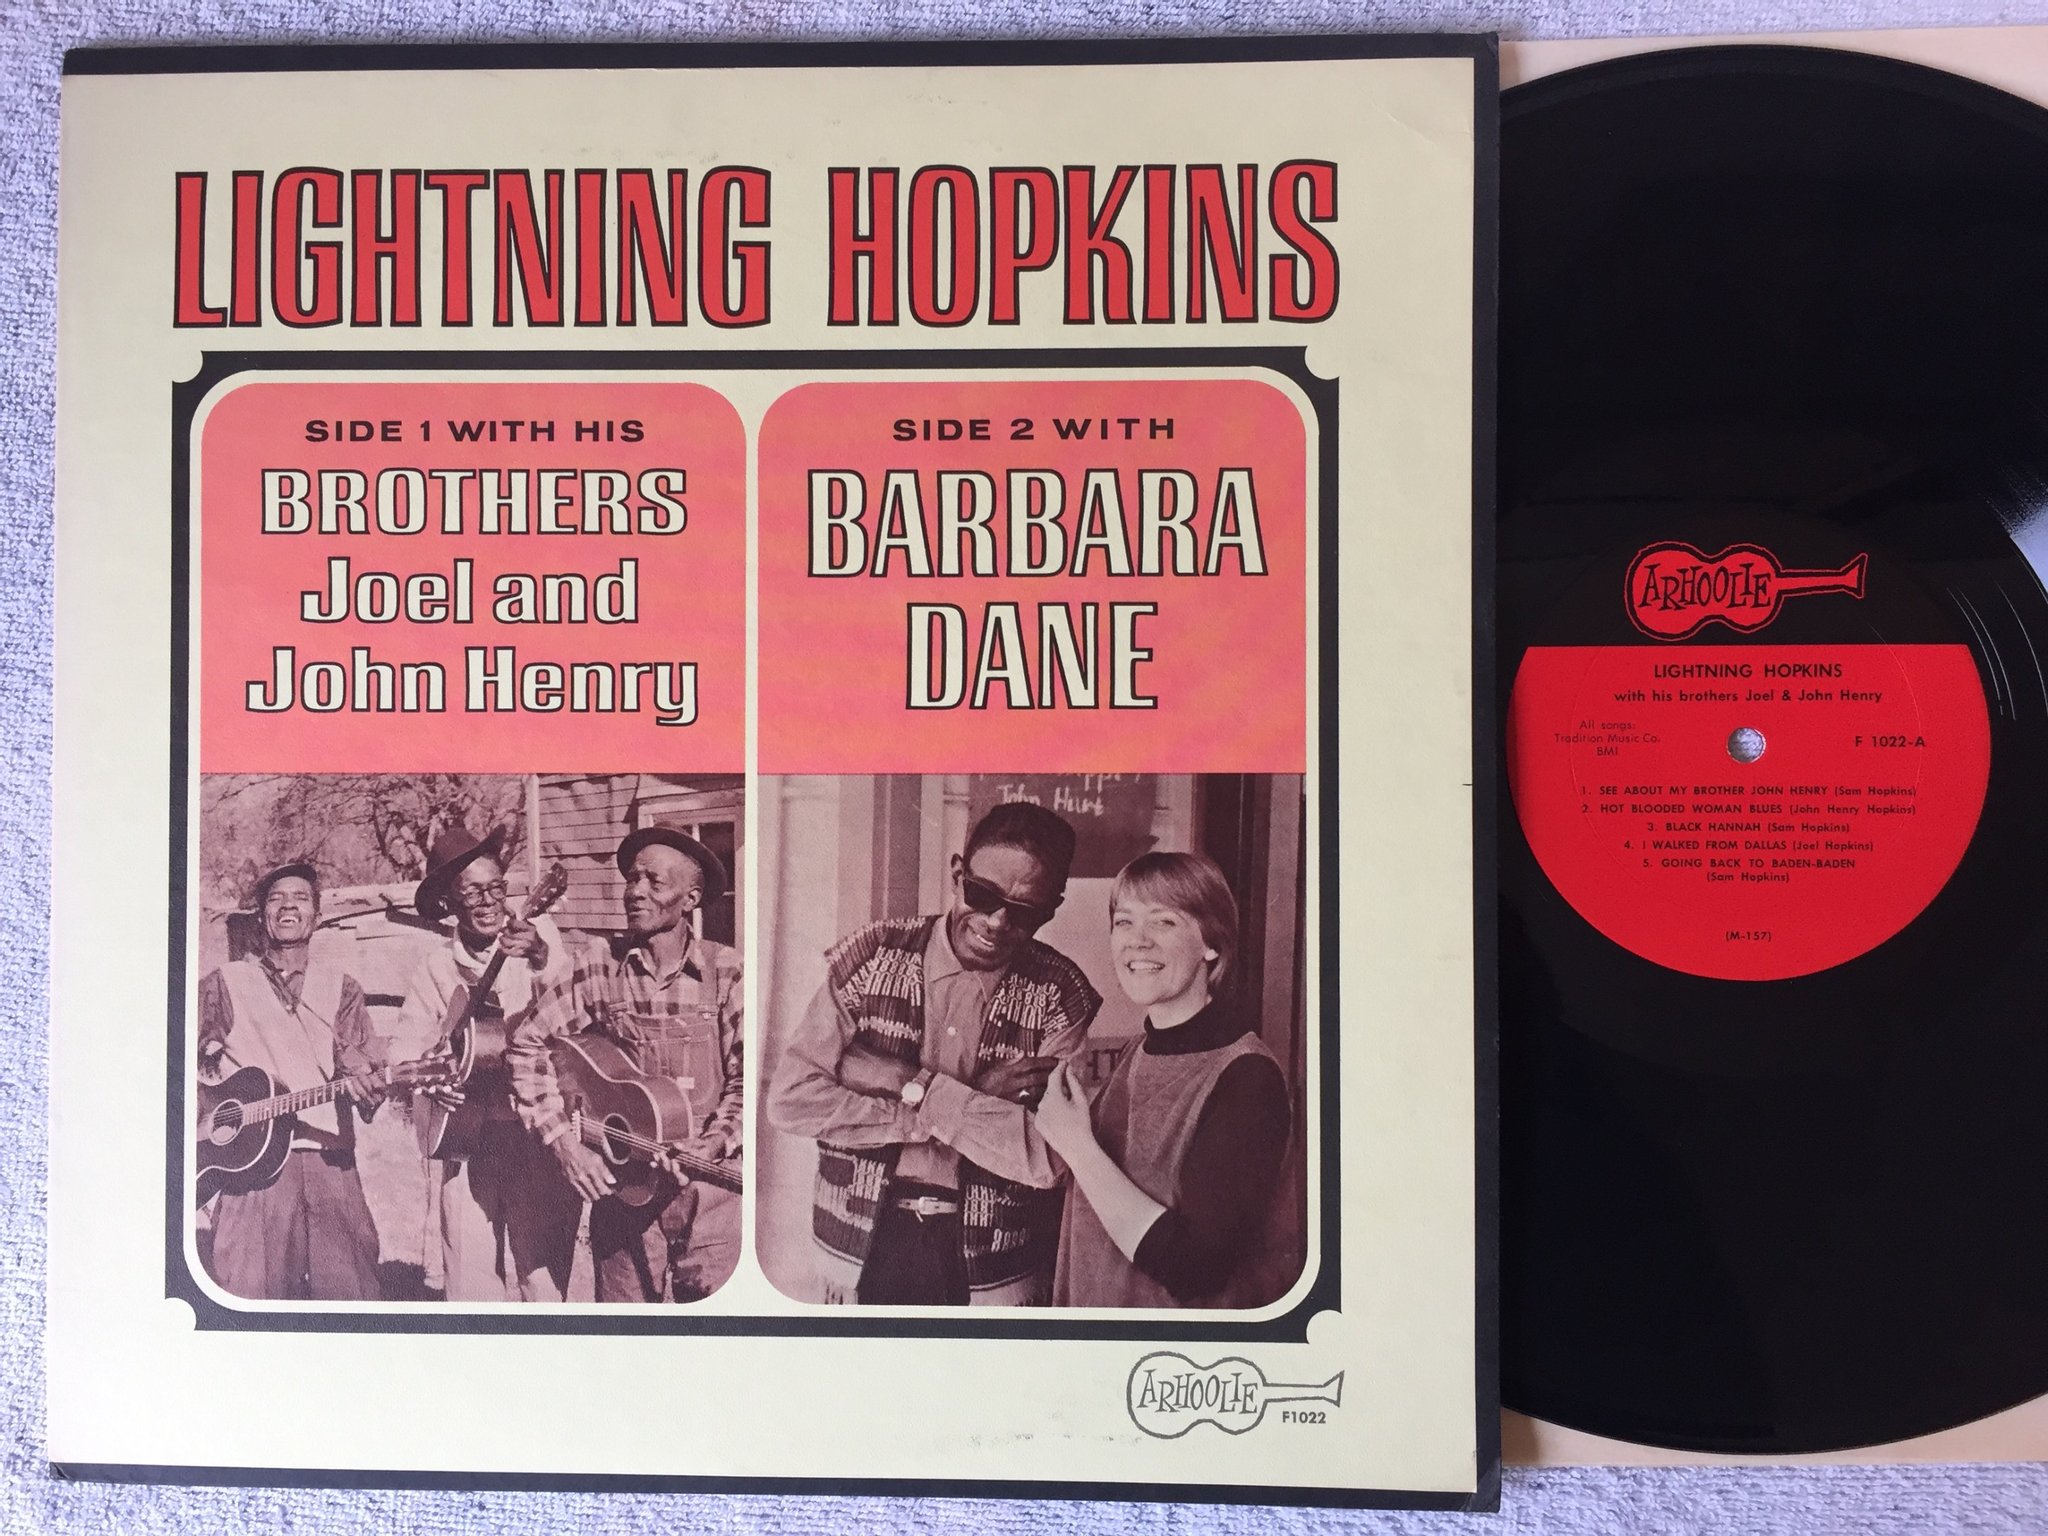 LIGHTNING HOPKINS
SIDE 1 WITH HIS
BROTHERS
Joel and
John Henry
SIDE 2 WITH
BARBARA
DANE
John Hurt
ARHOOLIE
F1022
ARHOOLIE
LIGHTNING HOPKINS
with his brothers Joel & John Henry
All songs:
Tradition Music Co.
BMI
F 1022-A
1. SEE ABOUT MY BROTHER JOHN HENRY (Sam Hopkins)
2. HOT BLOODED WOMAN BLUES (John Henry Hopkins)
3. BLACK HANNAH (Sam Hopkins)
4. I WALKED FROM DALLAS (Joel Hopkins)
5. GOING BACK TO BADEN-BADEN
(Sam Hopkins)
(M-157)